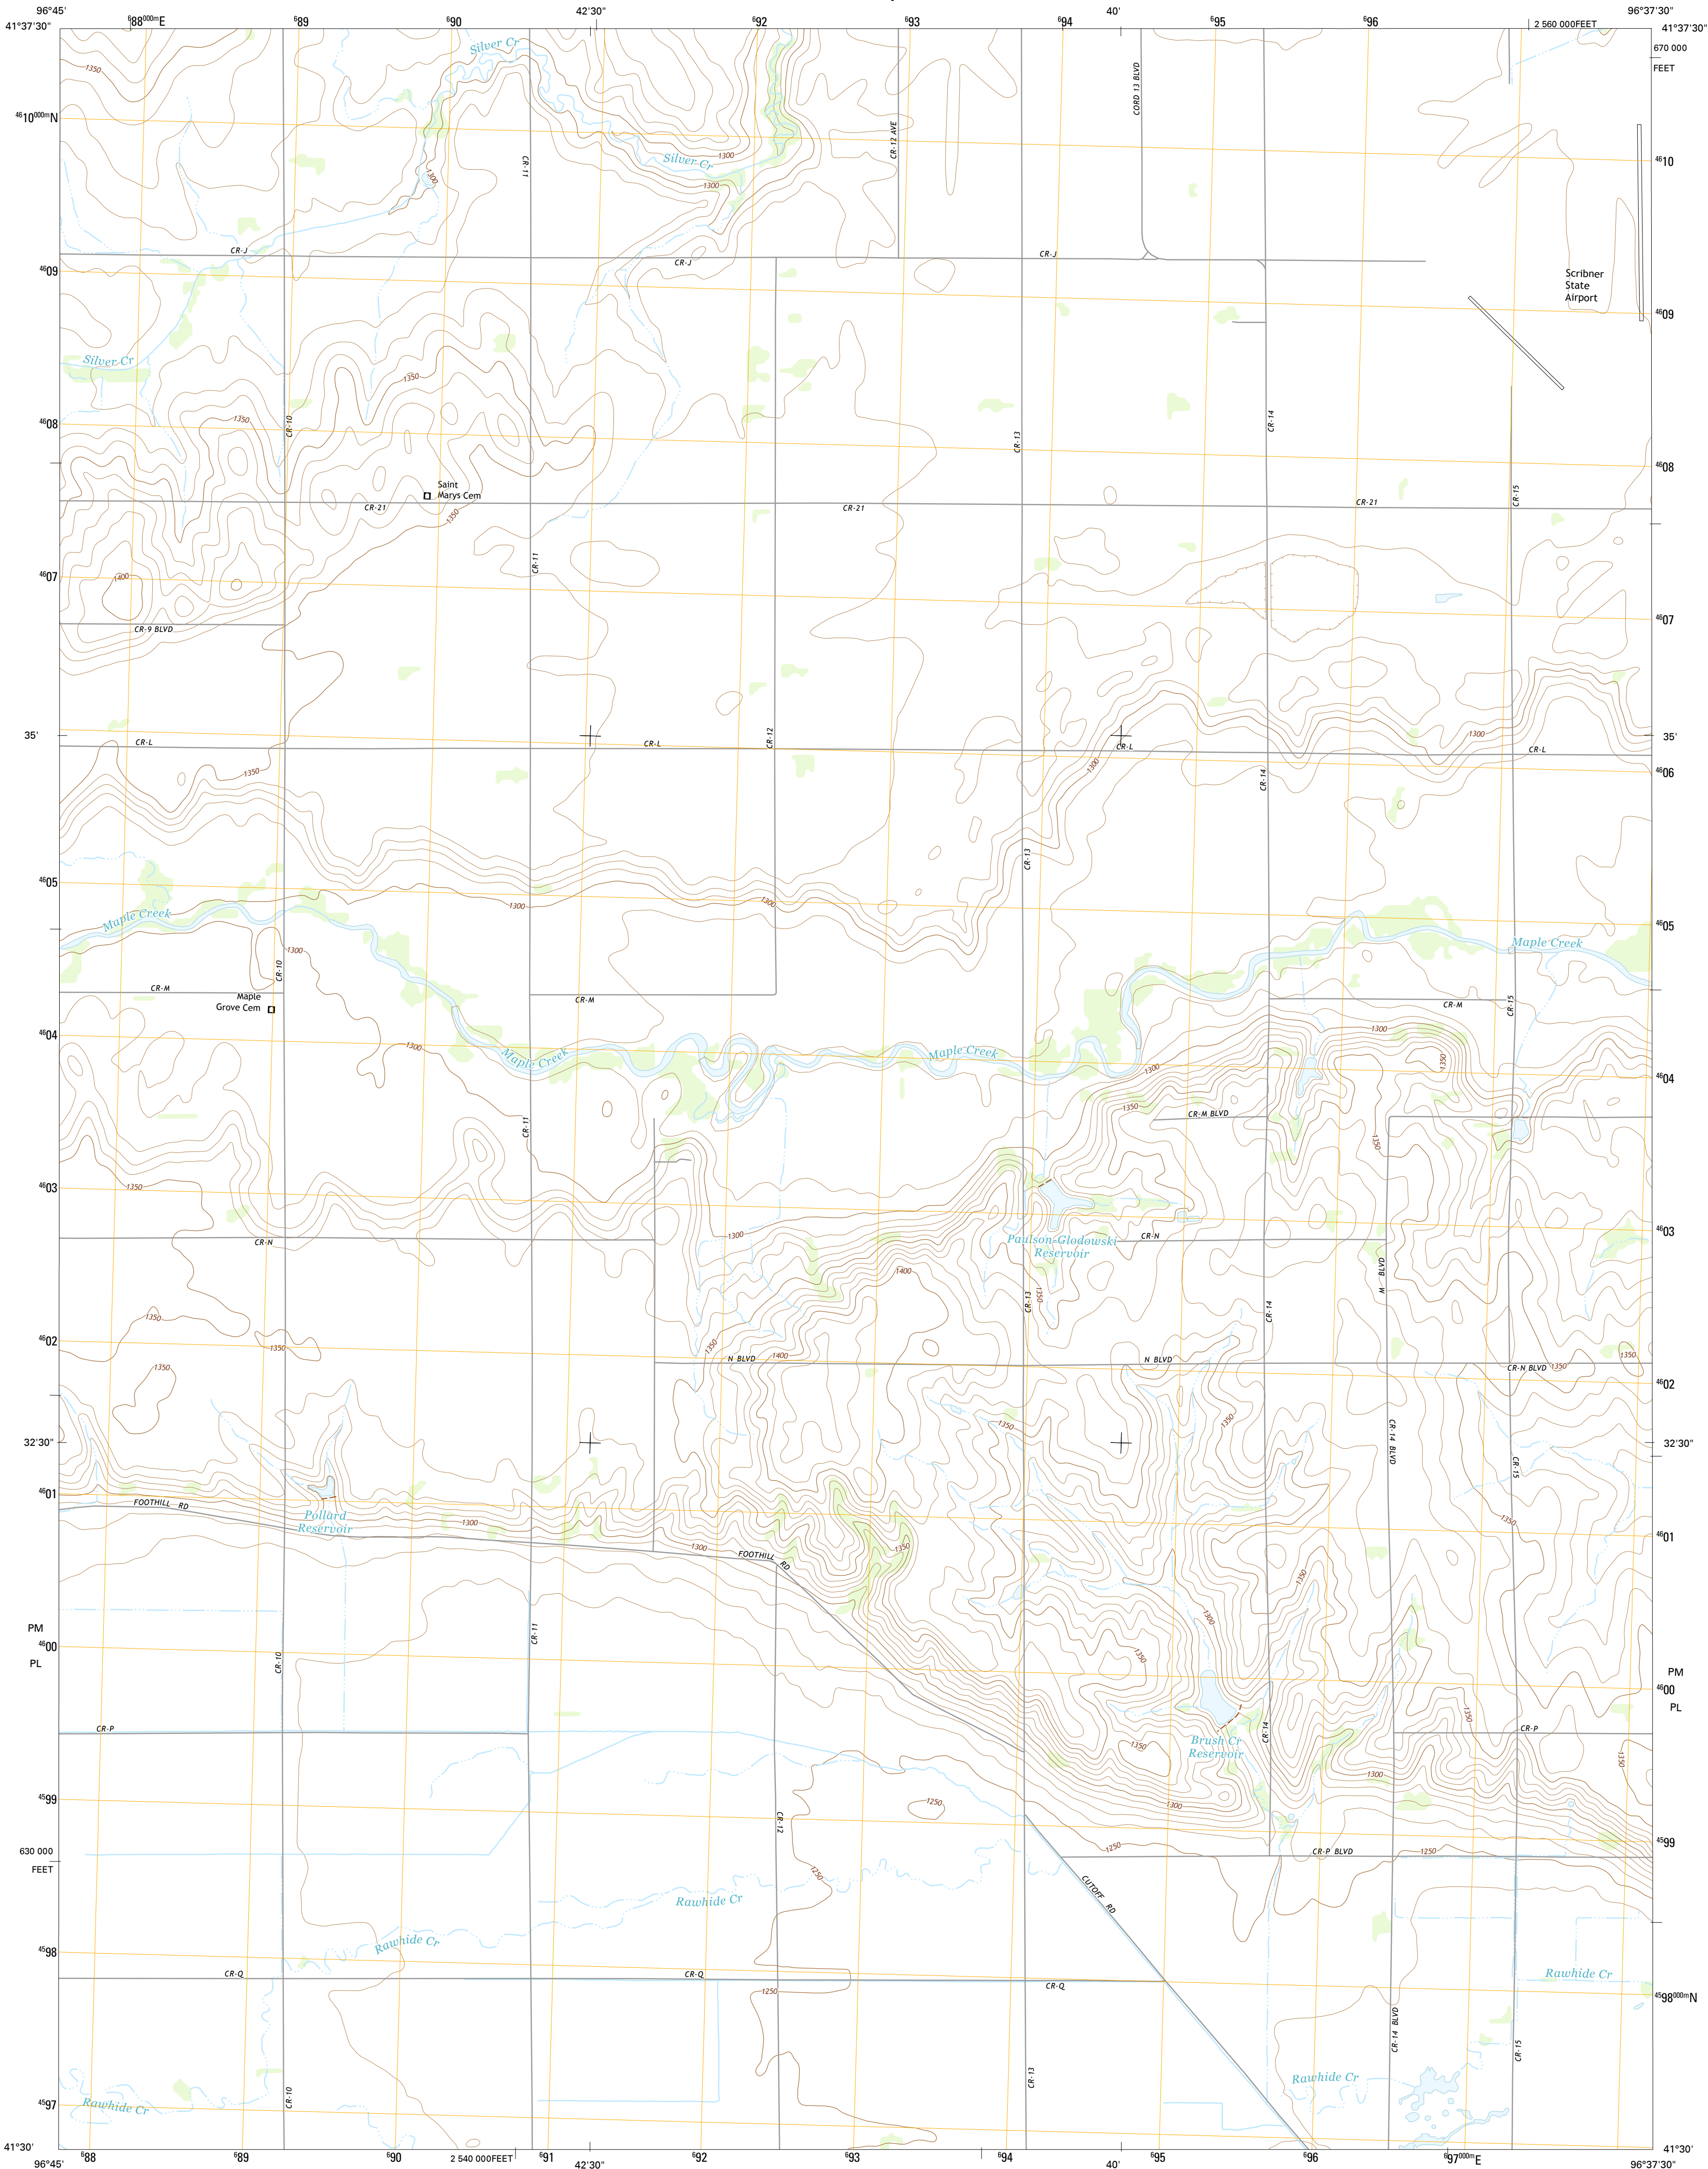 96°45'
⁶88⁰⁰⁰ᵐE
⁶89
⁶90
42'30"
⁶92
⁶93
⁶94
40'
⁶95
⁶96
2 560 000FEET
96°37'30"
41°37'30"
41°37'30"
670 000
FEET
Silver Cr
1350
CORD 13 BLVD
⁴⁶10⁰⁰⁰ᵐN
CR-12 AVE
1300
Silver Cr
CR-11
⁴⁶10
1300
1300
CR-J
CR-J
CR-J
⁴⁶09
Scribner
State
Airport
⁴⁶09
Silver Cr
1350
1350
CR-10
⁴⁶08
CR-13
CR-14
⁴⁶08
Saint
Marys Cem
CR-21
1350
CR-21
CR-21
CR-15
CR-11
⁴⁶07
1400
CR-9 BLVD
⁴⁶07
35'
CR-L
CR-L
CR-12
CR-L
1300
CR-L
35'
1350
1300
CR-14
⁴⁶06
CR-13
⁴⁶05
1300
1300
Maple Creek
⁴⁶05
Maple Creek
1300
CR-10
CR-M
Maple
Grove Cem
CR-M
CR-M
CR-15
⁴⁶04
1300
1300
Maple Creek
Maple Creek
1300
1350
⁴⁶04
1350
CR-M BLVD
CR-11
1350
⁴⁶03
1350
CR-N
1300
Paulson-Glodowski
Reservoir
CR-N
⁴⁶03
1400
M BLVD
CR-13
1350
CR-14
1350
⁴⁶02
1350
1350
1400
N BLVD
N BLVD
1350
CR-N BLVD
1350
1350
⁴⁶02
1350
1350
CR-14 BLVD
32'30"
32'30"
CR-15
⁴⁶01
FOOTHILL RD
Pollard
Reservoir
1300
1350
⁴⁶01
1300
FOOTHILL RD
1350
1350
1300
PM
⁴⁶00
PL
CR-10
CR-11
1350
PM
⁴⁶00
PL
CR-P
1350
CR-14
1350
CR-P
Brush Cr
Reservoir
1350
1300
1350
⁴⁵99
1250
1300
CR-12
⁴⁵99
630 000
FEET
1250
CR-P BLVD
1250
1250
CUTOFF RD
Rawhide Cr
Rawhide Cr
⁴⁵98
CR-Q
CR-Q
CR-Q
Rawhide Cr
1250
⁴⁵98⁰⁰⁰ᵐN
CR-14 BLVD
CR-15
CR-13
Rawhide Cr
⁴⁵97
Rawhide Cr
CR-10
41°30'
41°30'
96°45'
⁶88
⁶89
⁶90
2 540 000FEET
⁶91
42'30"
⁶92
⁶93
⁶94
40'
⁶95
⁶96
⁶97⁰⁰⁰ᵐE
96°37'30"